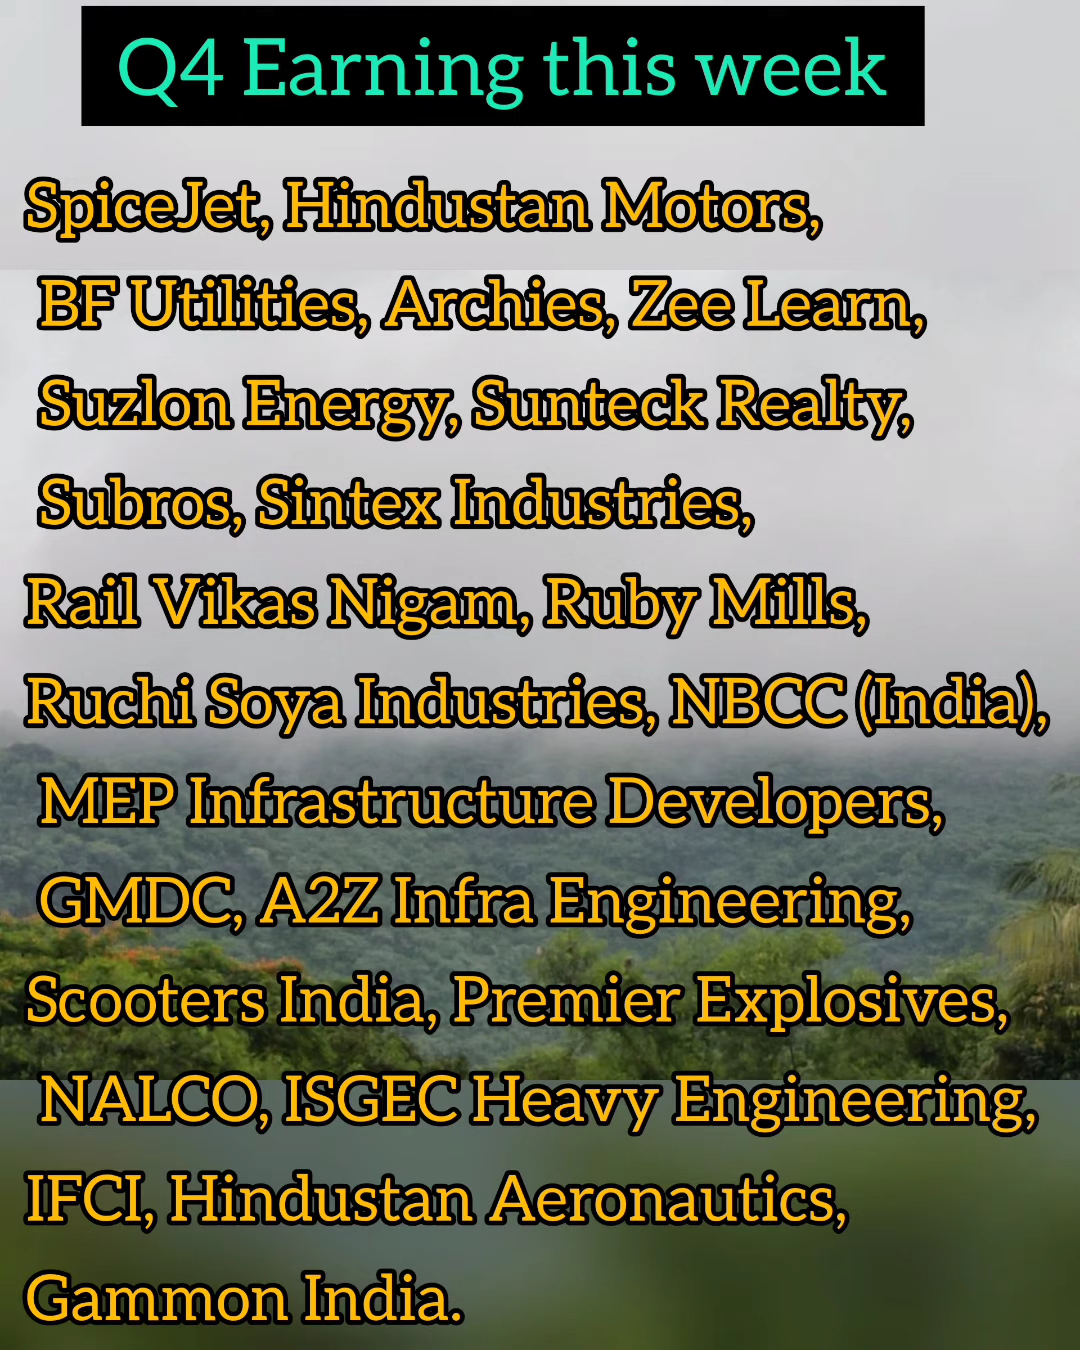 Q4 Earning this week
SpiceJet, Hindustan Motors,
BF Utilities, Archies, Zee Learn,
Suzlon Energy, Sunteck Realty,
Subros, Sintex Industries,
Rail Vikas Nigam, Ruby Mills,
Ruchi Soya Industries, NBCC (India),
MEP Infrastructure Developers,
GMDC, A2Z Infra Engineering,
Scooters India, Premier Explosives,
NALCO, ISGEC Heavy Engineering,
IFCI, Hindustan Aeronautics,
Gammon India.